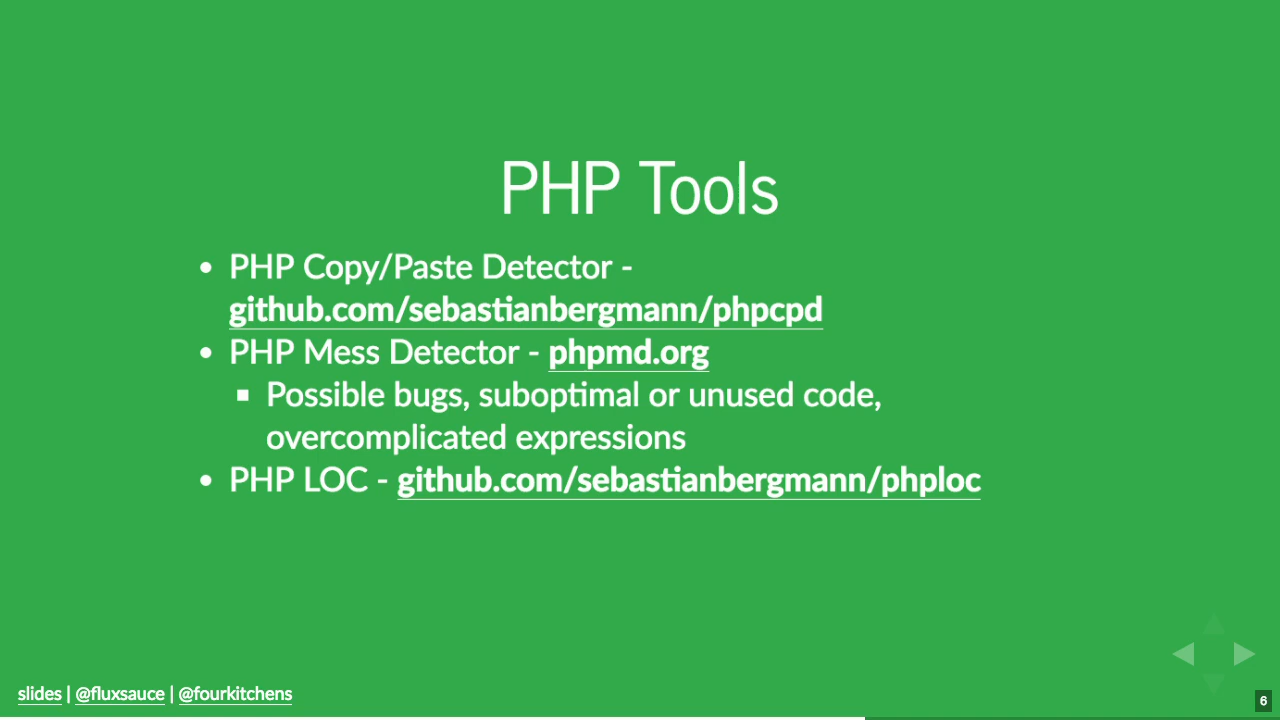 PHP Tools
• PHP Copy/Paste Detector -
github.com/sebastianbergmann/phpcpd
• PHP Mess Detector - phpmd.org
▪ Possible bugs, suboptimal or unused code,
overcomplicated expressions
• PHP LOC - github.com/sebastianbergmann/phploc
slides | @fluxsauce | @fourkitchens
6